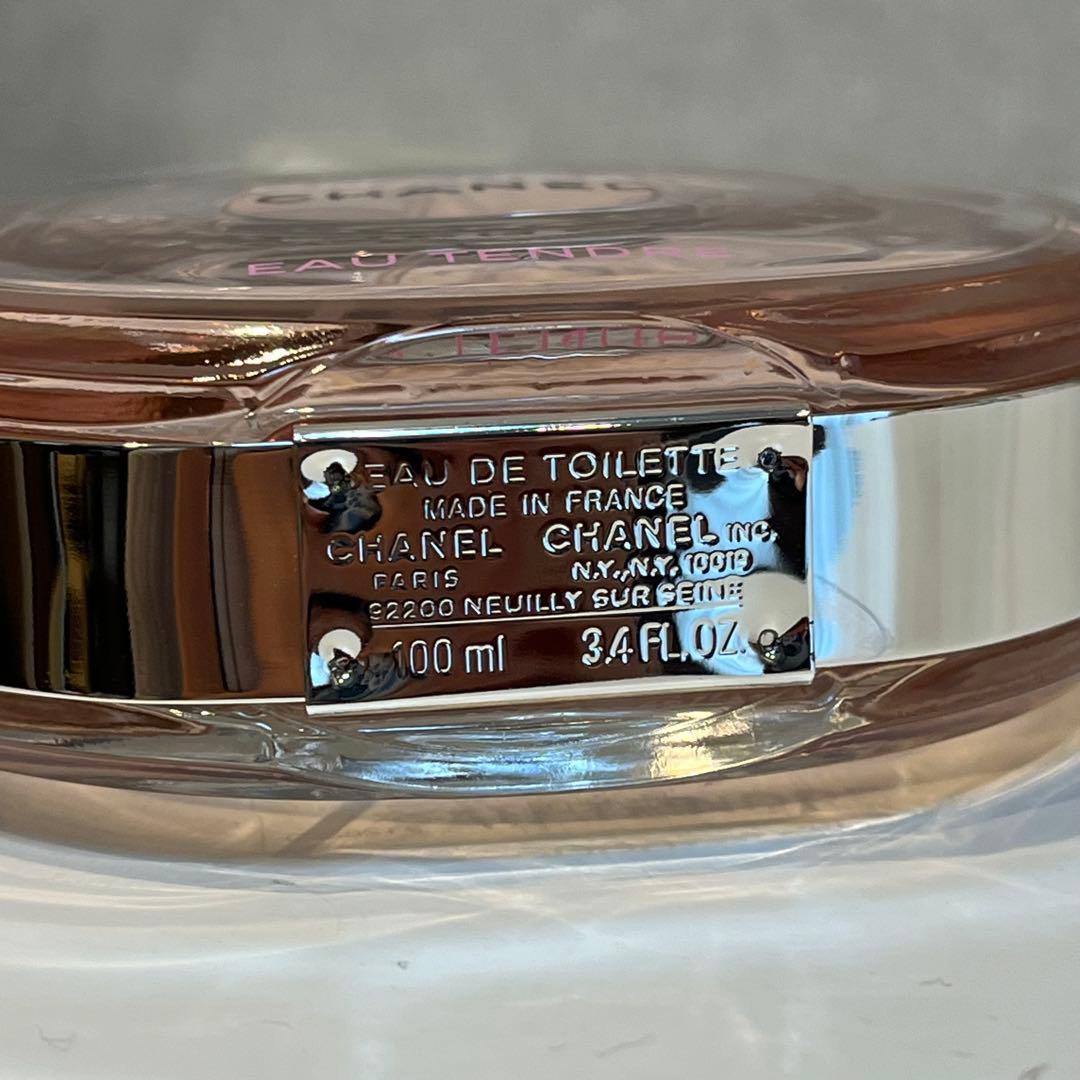 CHANEL
EAU TENDRE
EAU DE TOILETTE
MADE IN FRANCE
CHANEL CHANEL INC.
PARIS N.Y., N.Y. 10019
92200 NEUILLY SUR SEINE
100 ml 3.4 FL. OZ.